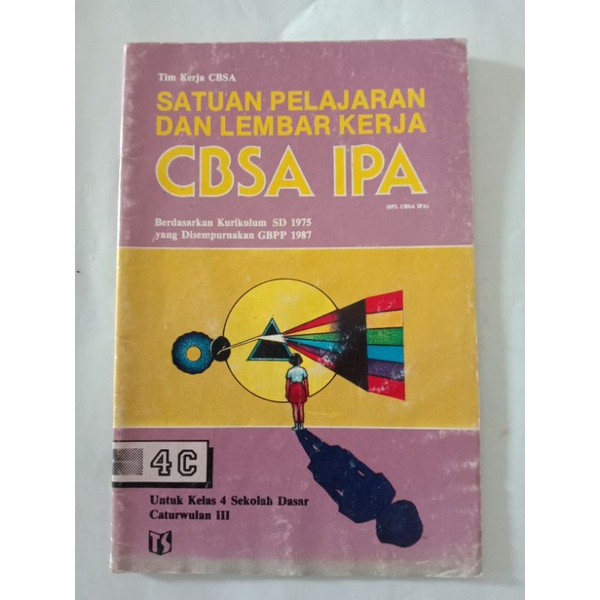 Tim Kerja CBSA
SATUAN PELAJARAN
DAN LEMBAR KERJA
CBSA IPA
(SPL CBSA IPA)
Berdasarkan Kurikulum SD 1975
yang Disempurnakan GBPP 1987
4C
Untuk Kelas 4 Sekolah Dasar
Caturwulan III
TS